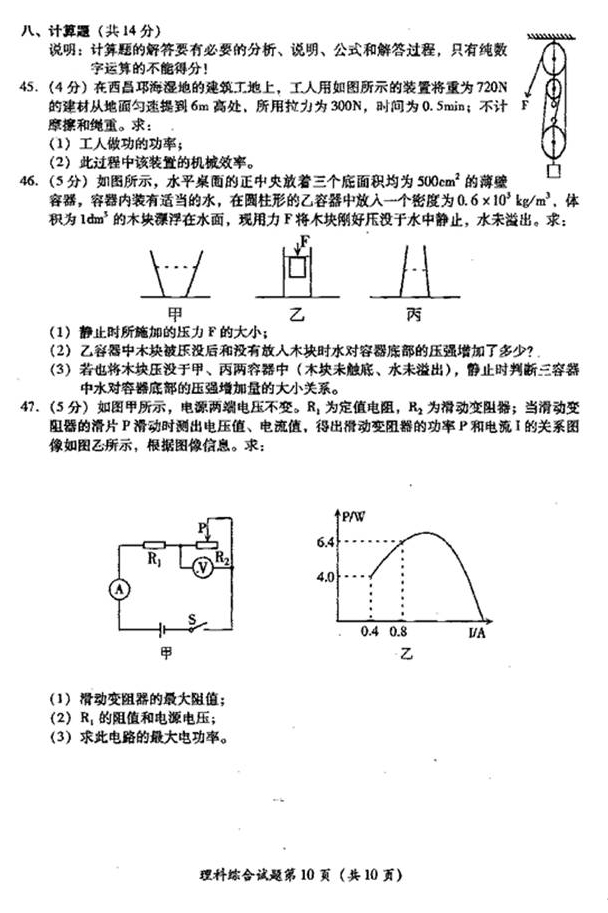 八、计算题（共14分）
说明：计算题的解答要有必要的分析、说明、公式和解答过程，只有纯数
字运算的不能得分！
45.（4分）在西昌邛海湿地的建筑工地上，工人用如图所示的装置将重为720N
的建材从地面匀速提到6m高处，所用拉力为300N，时间为0.5min；不计
摩擦和绳重。求：
F
（1）工人做功的功率；
（2）此过程中该装置的机械效率。
46.（5分）如图所示，水平桌面的正中央放着三个底面积均为500cm²的薄壁
容器，容器内装有适当的水，在圆柱形的乙容器中放入一个密度为0.6×10³kg/m³，体
积为1dm³的木块漂浮在水面，现用力F将木块刚好压没于水中静止，水未溢出。求：
F
甲 乙 丙
（1）静止时所施加的压力F的大小；
（2）乙容器中木块被压没后和没有放入木块时水对容器底部的压强增加了多少？
（3）若也将木块压没于甲、丙两容器中（木块未触底、水未溢出），静止时判断三容器
中水对容器底部的压强增加量的大小关系。
47.（5分）如图甲所示，电源两端电压不变。R₁为定值电阻，R₂为滑动变阻器；当滑动变
阻器的滑片P滑动时测出电压值、电流值，得出滑动变阻器的功率P和电流I的关系图
像如图乙所示，根据图像信息。求：
P
R₁ R₂
V
A
S
甲
P/W
6.4
4.0
0.4 0.8 I/A
乙
（1）滑动变阻器的最大阻值；
（2）R₁的阻值和电源电压；
（3）求此电路的最大电功率。
理科综合试题第10页（共10页）